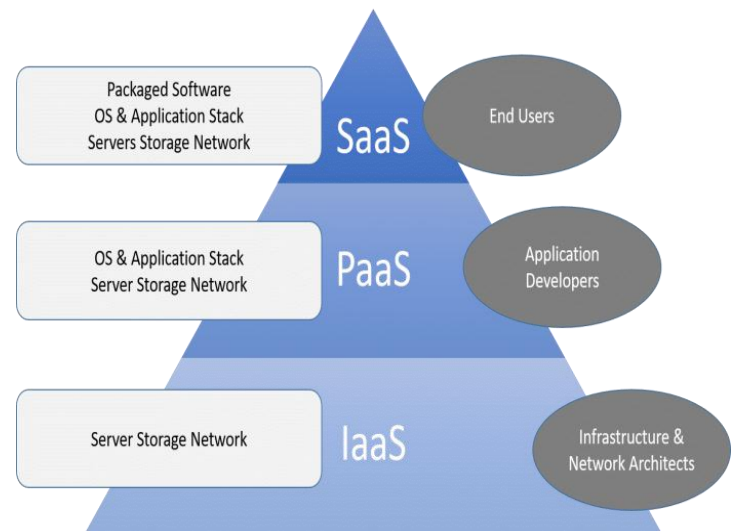 Packaged Software
OS & Application Stack
Servers Storage Network
SaaS
End Users
OS & Application Stack
Server Storage Network
PaaS
Application
Developers
Server Storage Network
IaaS
Infrastructure &
Network Architects